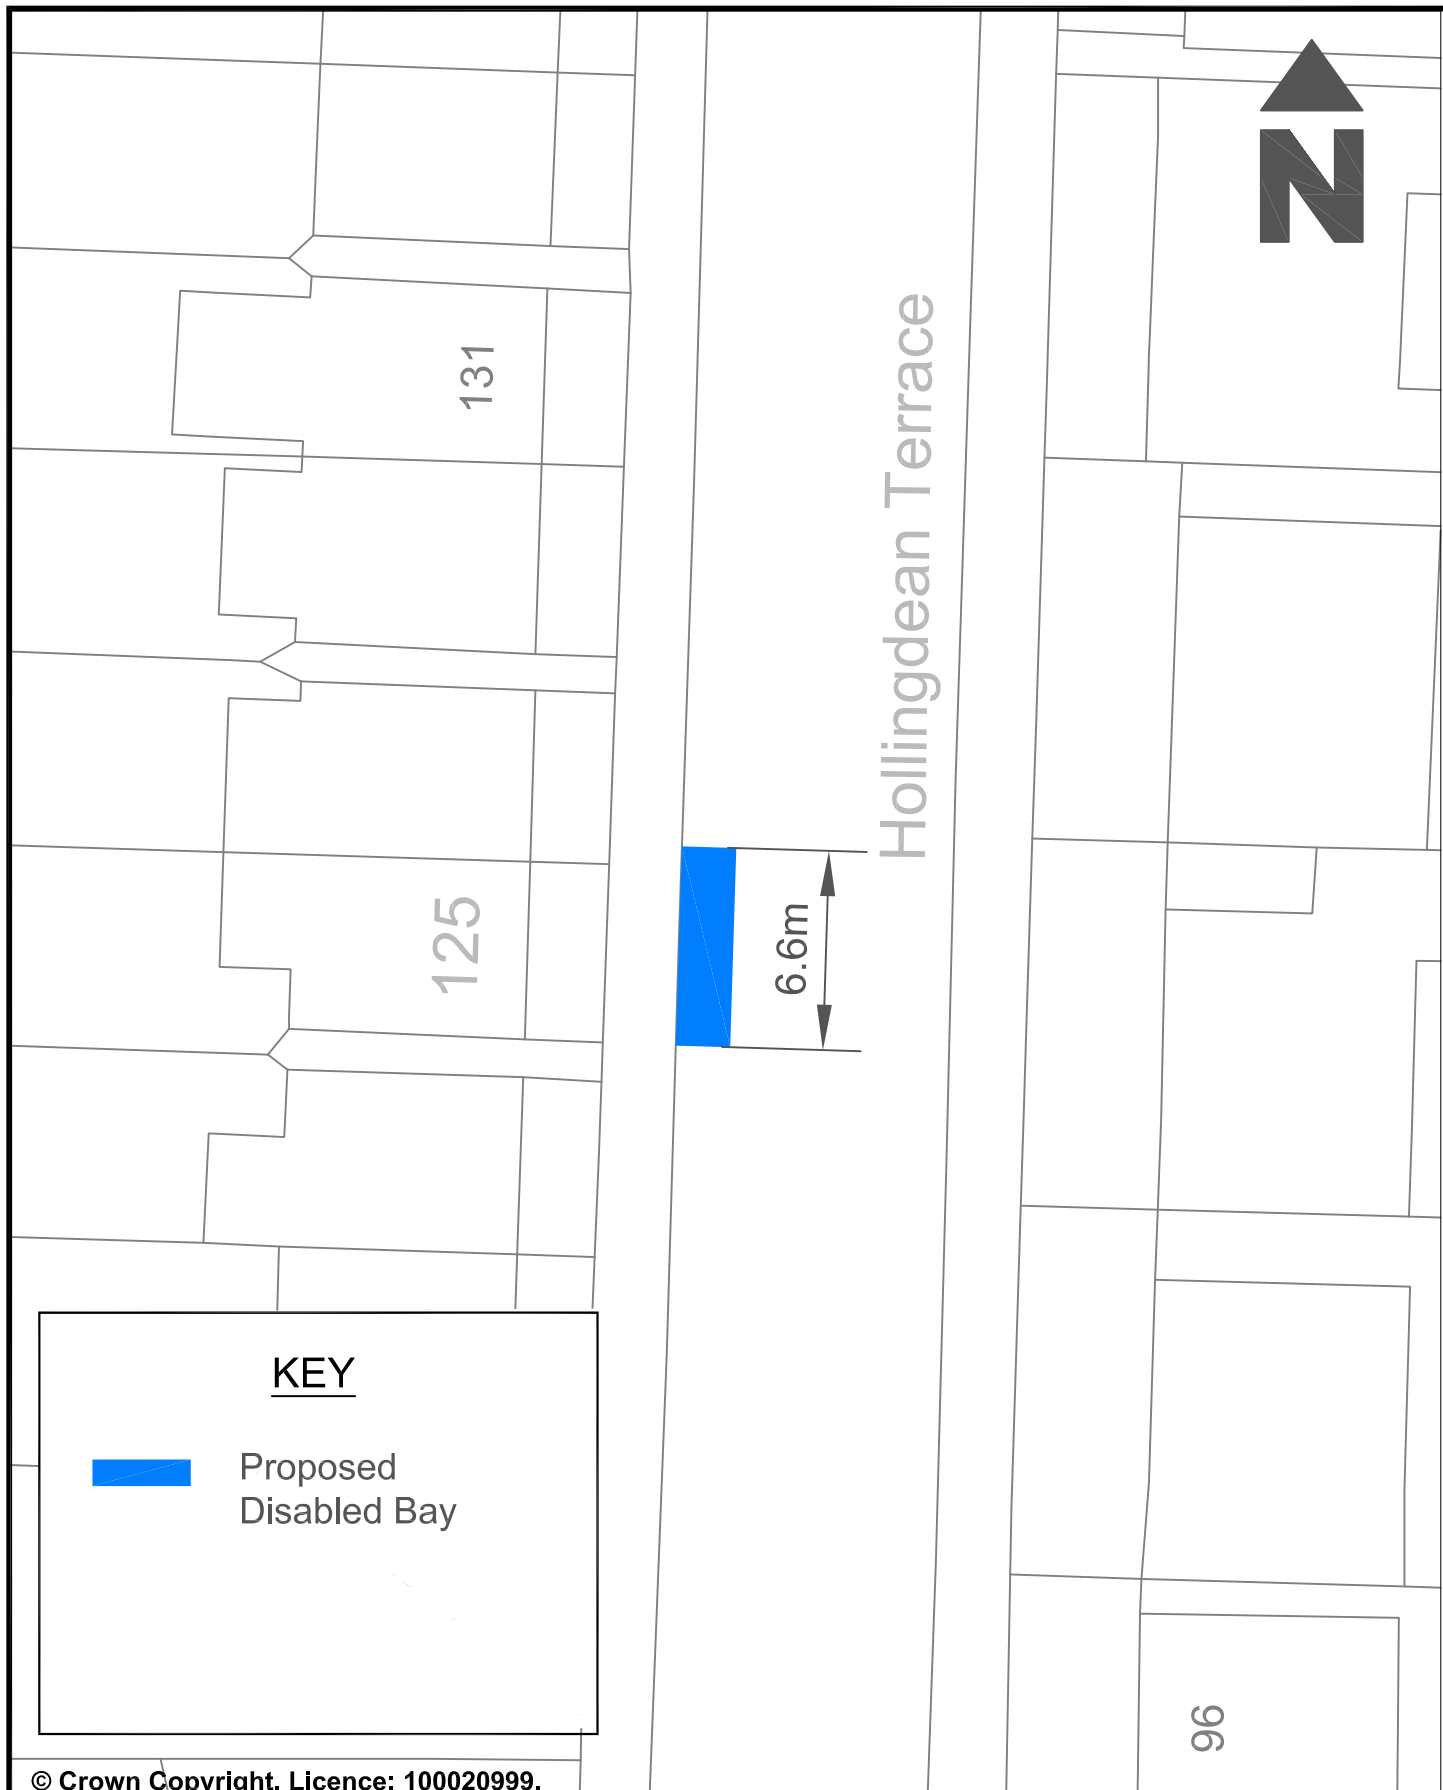 N
131
Hollingdean Terrace
125
6.6m
KEY
Proposed
Disabled Bay
96
© Crown Copyright. Licence: 100020999.